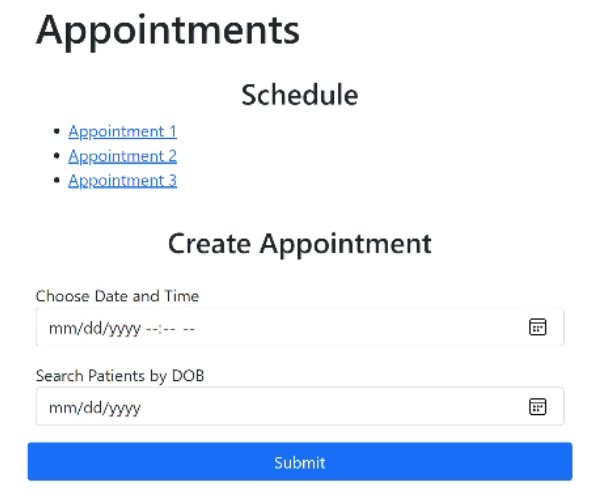 Appointments
Schedule
Appointment 1
Appointment 2
Appointment 3
Create Appointment
Choose Date and Time
mm/dd/yyyy --:-- --
Search Patients by DOB
mm/dd/yyyy
Submit